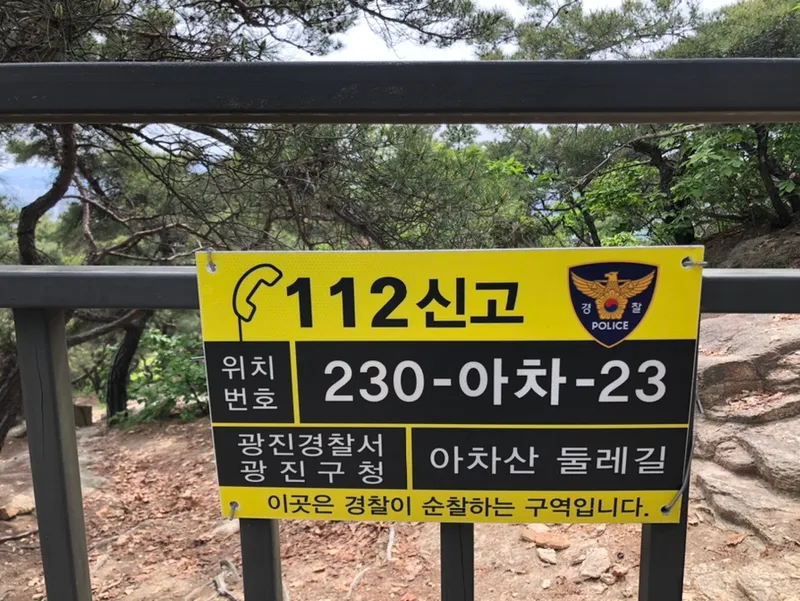 112신고
경찰
POLICE
위치
번호
230-아차-23
광진경찰서
광진구청
아차산 둘레길
이곳은 경찰이 순찰하는 구역입니다.